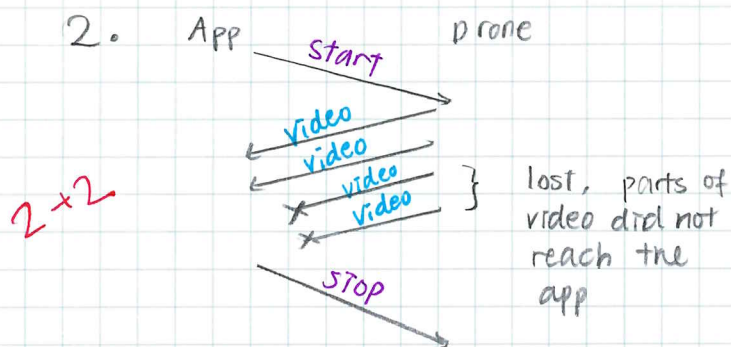 2. App Drone
Start
video
video
video
video
2+2
} lost, parts of
video did not
reach the
app
STOP